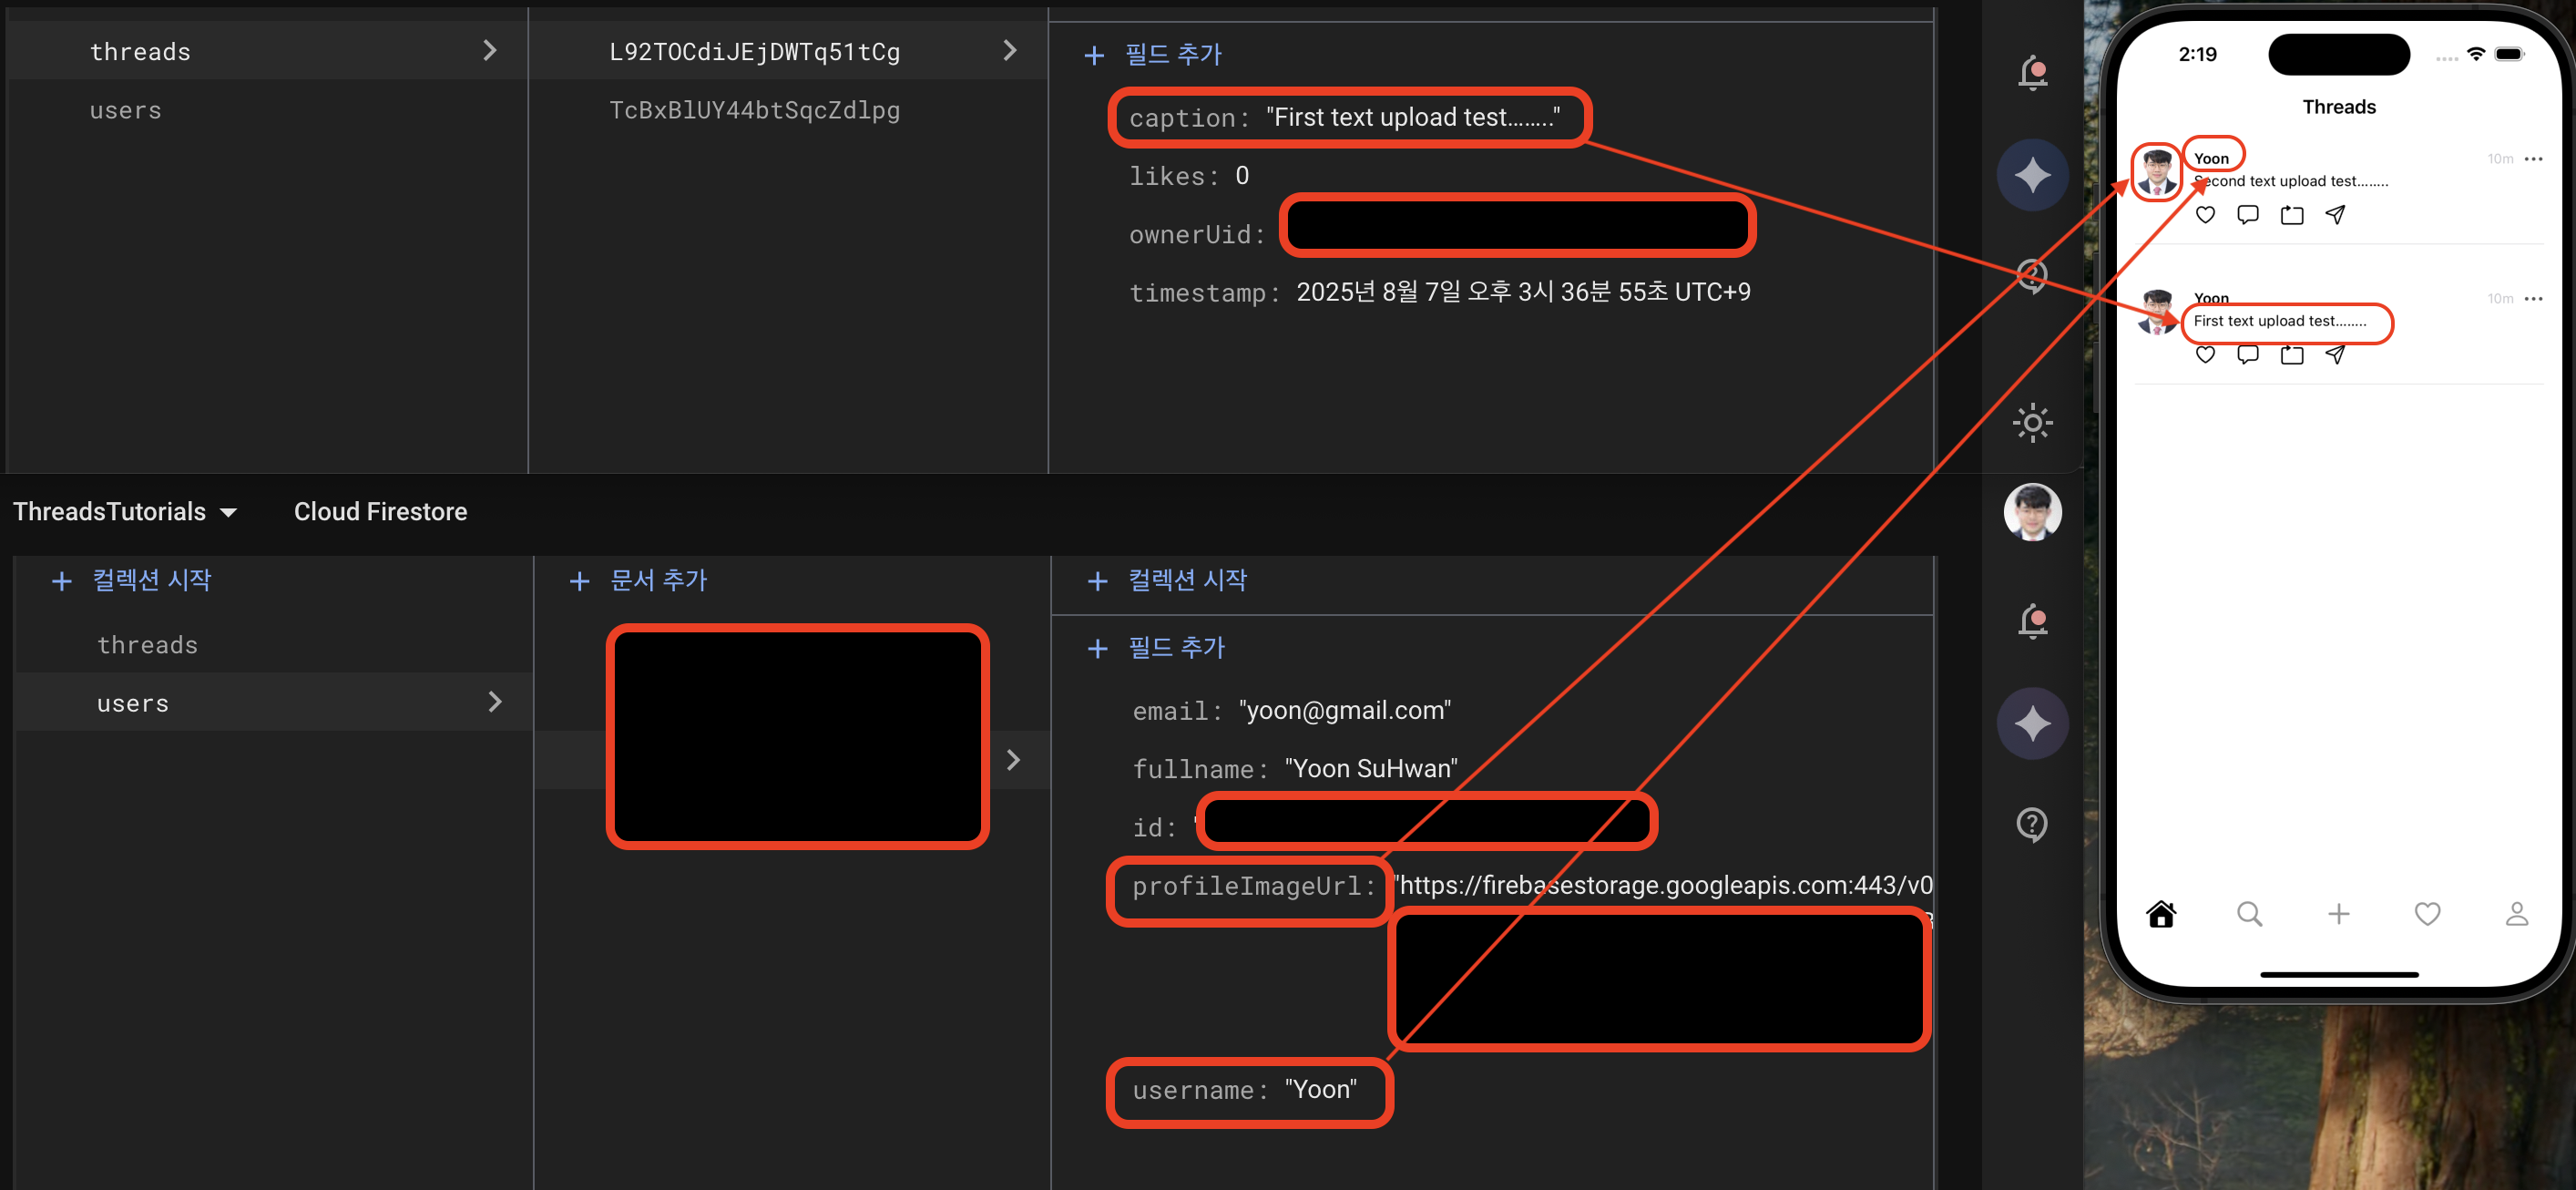 threads
users
L92TOCdiJEjDWTq51tCg
TcBxBlUY44btSqcZdlpg
필드 추가
caption: "First text upload test…….."
likes: 0
ownerUid:
timestamp: 2025년 8월 7일 오후 3시 36분 55초 UTC+9
ThreadsTutorials
Cloud Firestore
컬렉션 시작
threads
users
문서 추가
컬렉션 시작
필드 추가
email: "yoon@gmail.com"
fullname: "Yoon SuHwan"
id: "
profileImageUrl: "https://firebasestorage.googleapis.com:443/v0
username: "Yoon"
2:19
Threads
Yoon
10m
Second text upload test……..
Yoon
10m
First text upload test……..